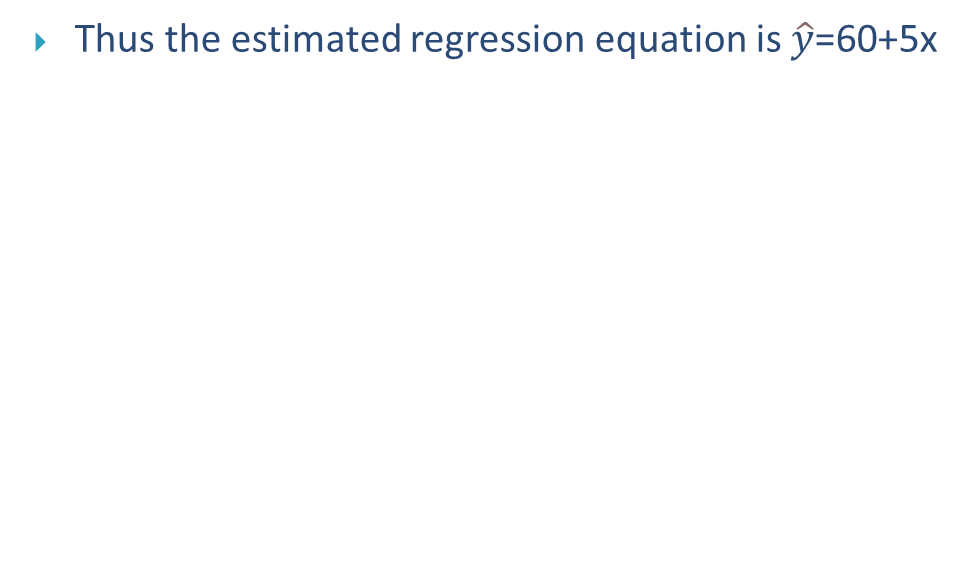 Thus the estimated regression equation is ŷ=60+5x